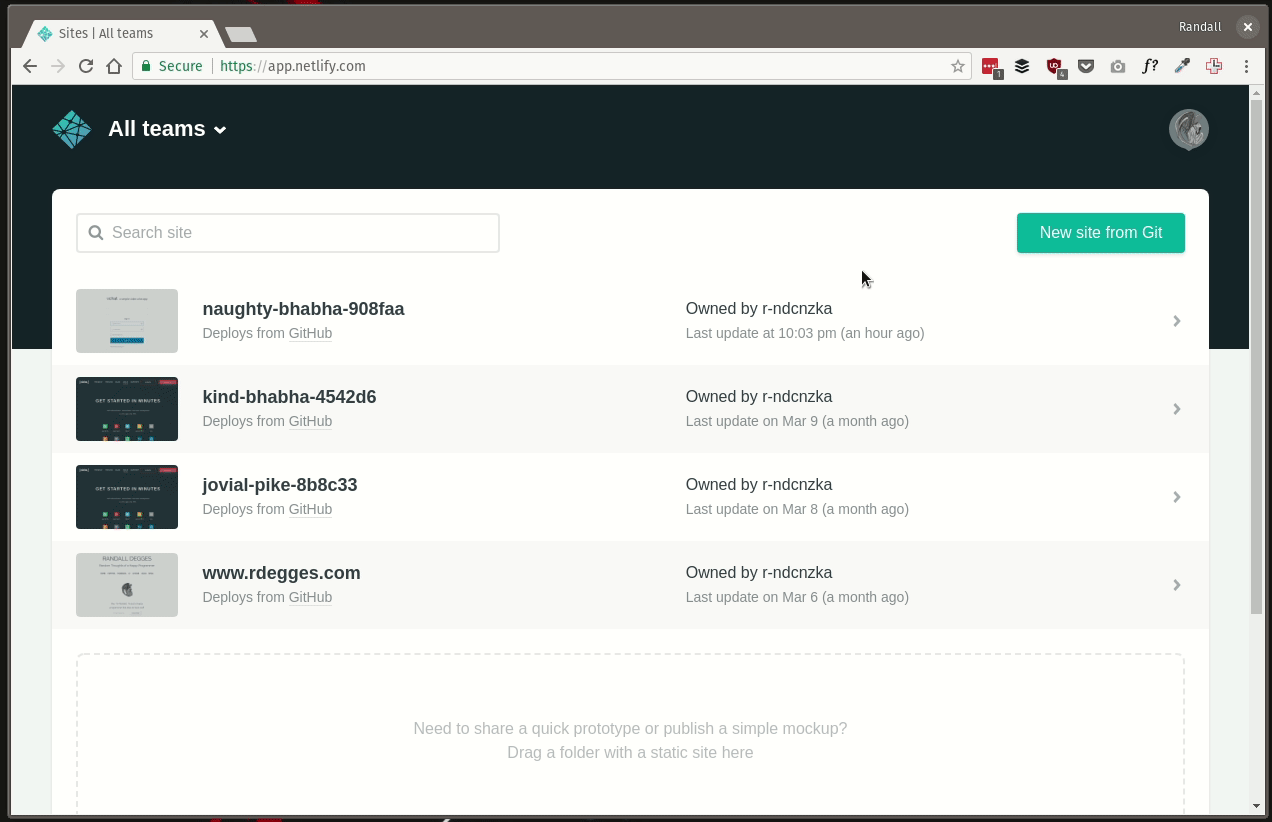 Sites | All teams
Randall
Secure
https://app.netlify.com
1
4
f?
All teams
Search site
New site from Git
naughty-bhabha-908faa
Deploys from GitHub
Owned by r-ndcnzka
Last update at 10:03 pm (an hour ago)
GET STARTED IN MINUTES
kind-bhabha-4542d6
Deploys from GitHub
Owned by r-ndcnzka
Last update on Mar 9 (a month ago)
GET STARTED IN MINUTES
jovial-pike-8b8c33
Deploys from GitHub
Owned by r-ndcnzka
Last update on Mar 8 (a month ago)
RANDALL DEGGES
www.rdegges.com
Deploys from GitHub
Owned by r-ndcnzka
Last update on Mar 6 (a month ago)
Need to share a quick prototype or publish a simple mockup?
Drag a folder with a static site here